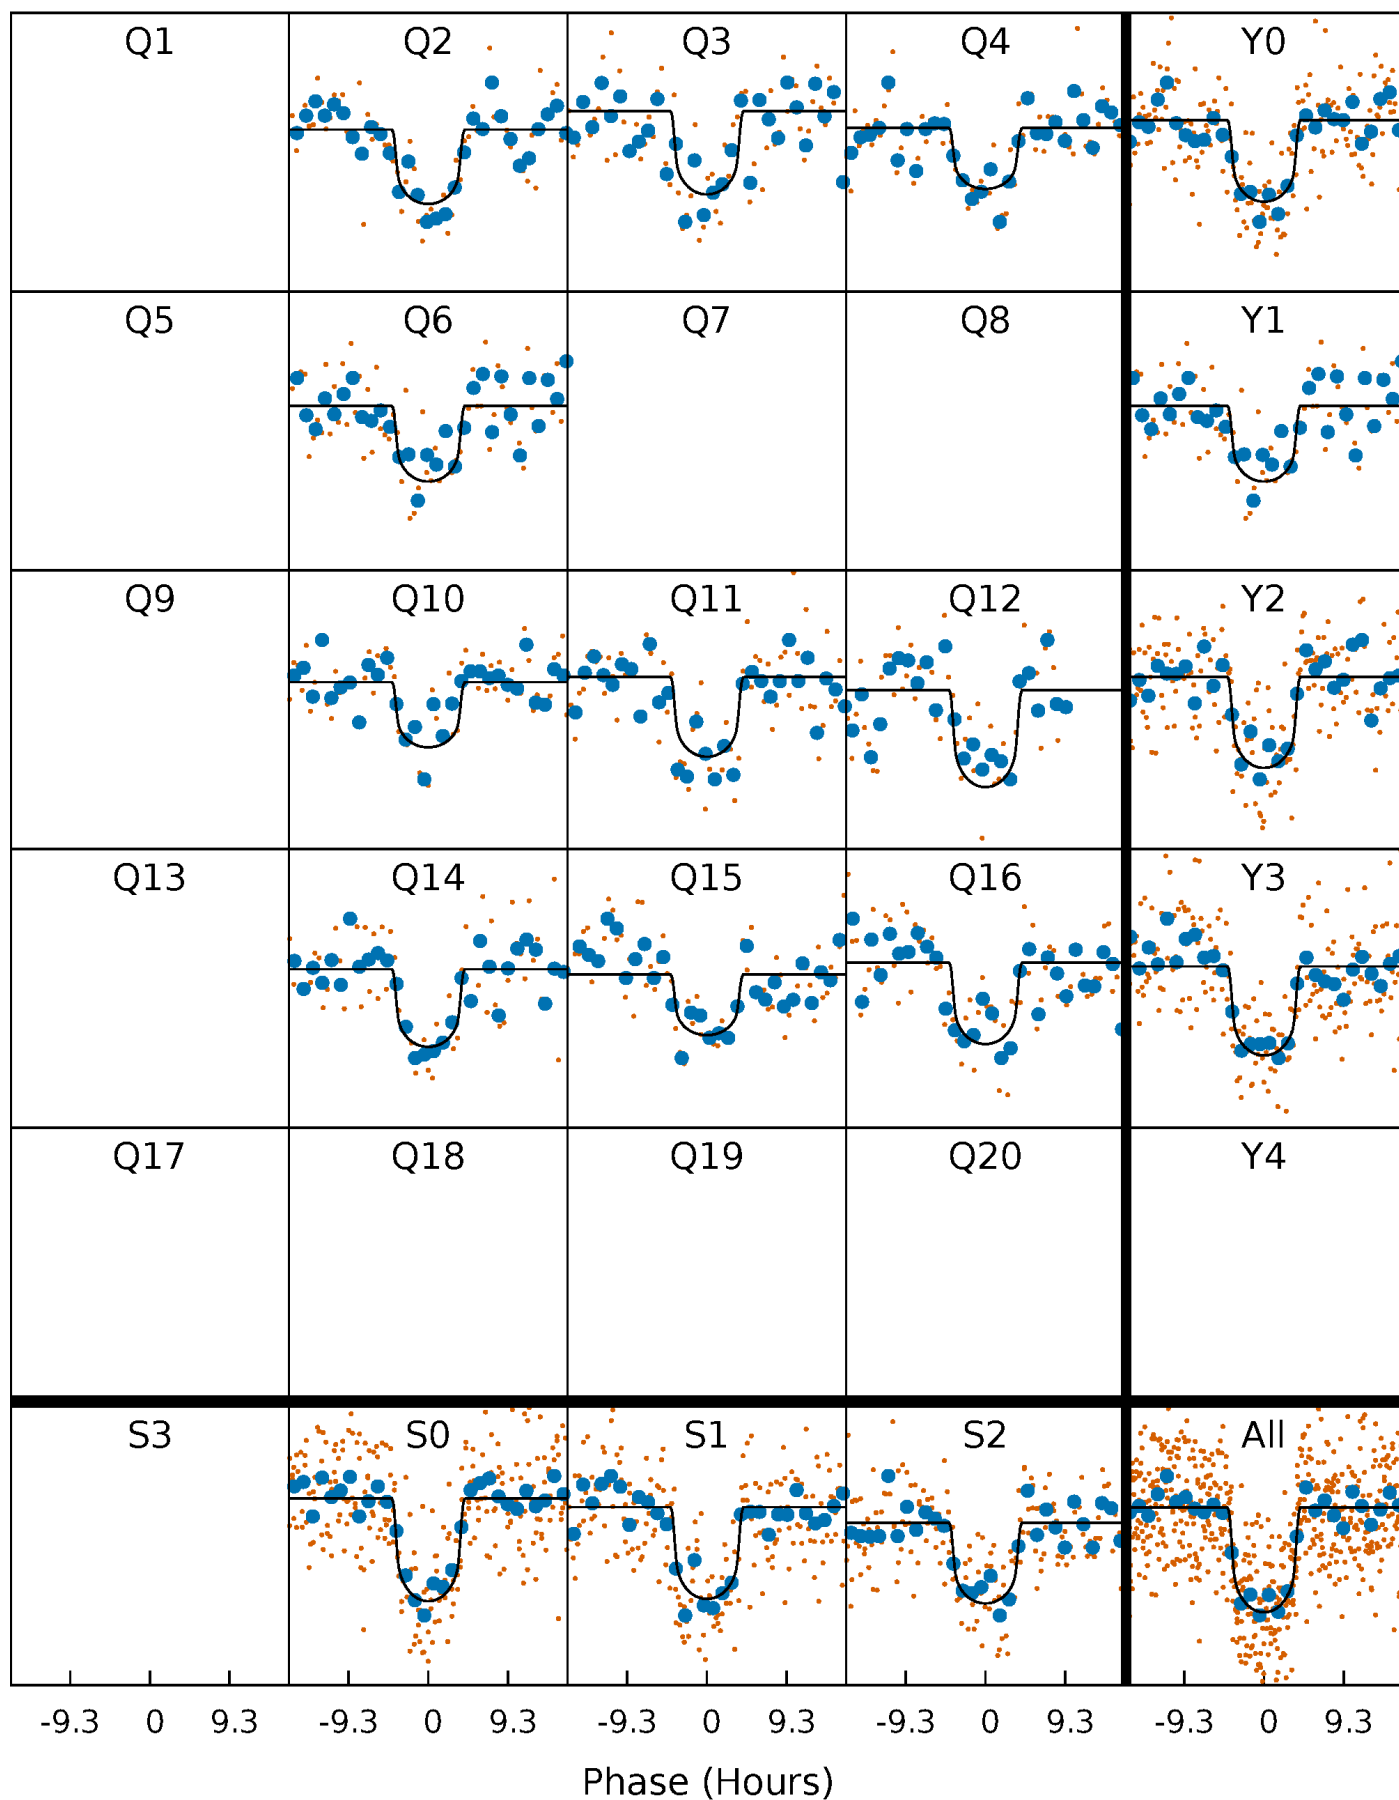 Q1 Q2 Q3 Q4 Y0
Q5 Q6 Q7 Q8 Y1
Q9 Q10 Q11 Q12 Y2
Q13 Q14 Q15 Q16 Y3
Q17 Q18 Q19 Q20 Y4
S3 S0 S1 S2 All
-9.3 0 9.3 -9.3 0 9.3 -9.3 0 9.3 -9.3 0 9.3 -9.3 0 9.3
Phase (Hours)